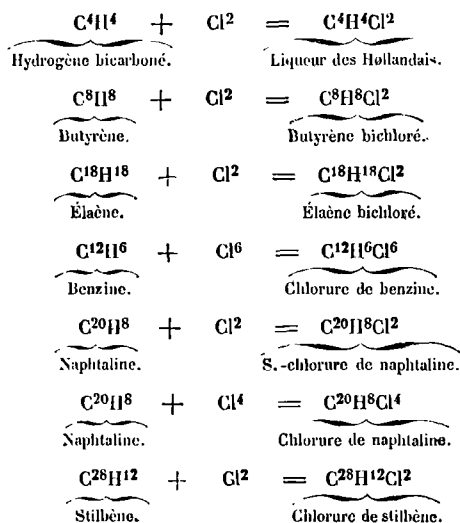 C⁴H⁴ + Cl² = C⁴H⁴Cl²
Hydrogène bicarboné. Liqueur des Hollandais.
C⁸H⁸ + Cl² = C⁸H⁸Cl²
Butyrène. Butyrène bichloré.
C¹⁸H¹⁸ + Cl² = C¹⁸H¹⁸Cl²
Élaène. Élaène bichloré.
C¹²H⁶ + Cl⁶ = C¹²H⁶Cl⁶
Benzine. Chlorure de benzine.
C²⁰H⁸ + Cl² = C²⁰H⁸Cl²
Naphtaline. S.-chlorure de naphtaline.
C²⁰H⁸ + Cl⁴ = C²⁰H⁸Cl⁴
Naphtaline. Chlorure de naphtaline.
C²⁸H¹² + Cl² = C²⁸H¹²Cl²
Stilbène. Chlorure de stilbène.